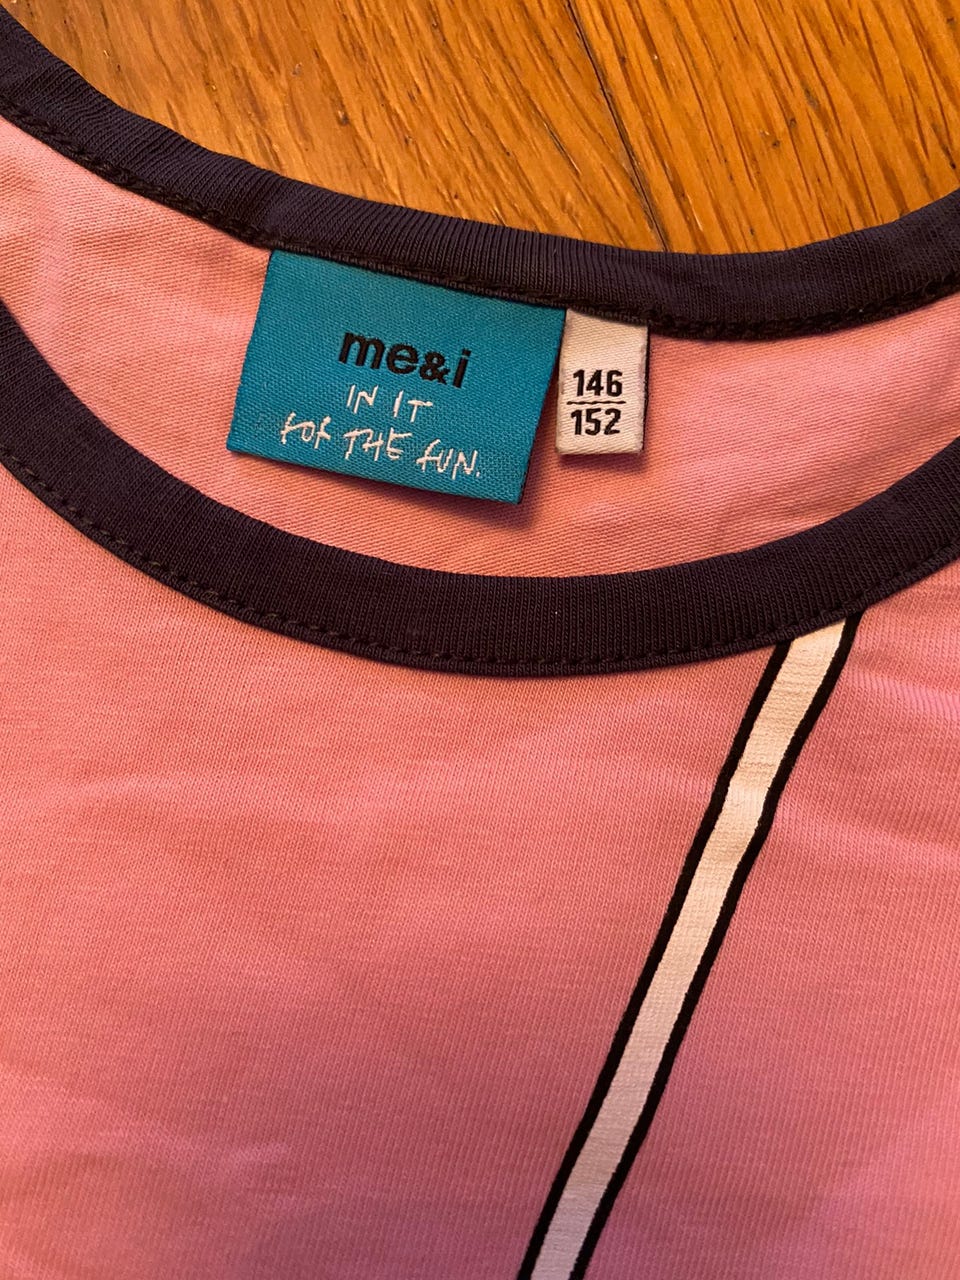 me&i
IN IT
FOR THE FUN.
146
152